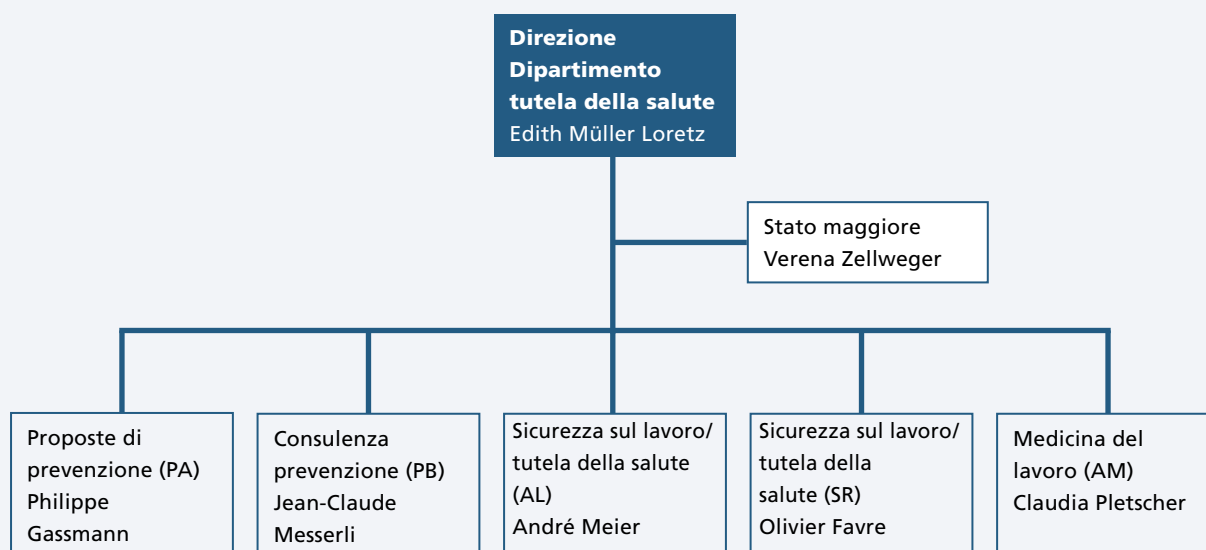 Direzione
Dipartimento
tutela della salute
Edith Müller Loretz
Stato maggiore
Verena Zellweger
Proposte di
prevenzione (PA)
Philippe
Gassmann
Consulenza
prevenzione (PB)
Jean-Claude
Messerli
Sicurezza sul lavoro/
tutela della salute
(AL)
André Meier
Sicurezza sul lavoro/
tutela della
salute (SR)
Olivier Favre
Medicina del
lavoro (AM)
Claudia Pletscher